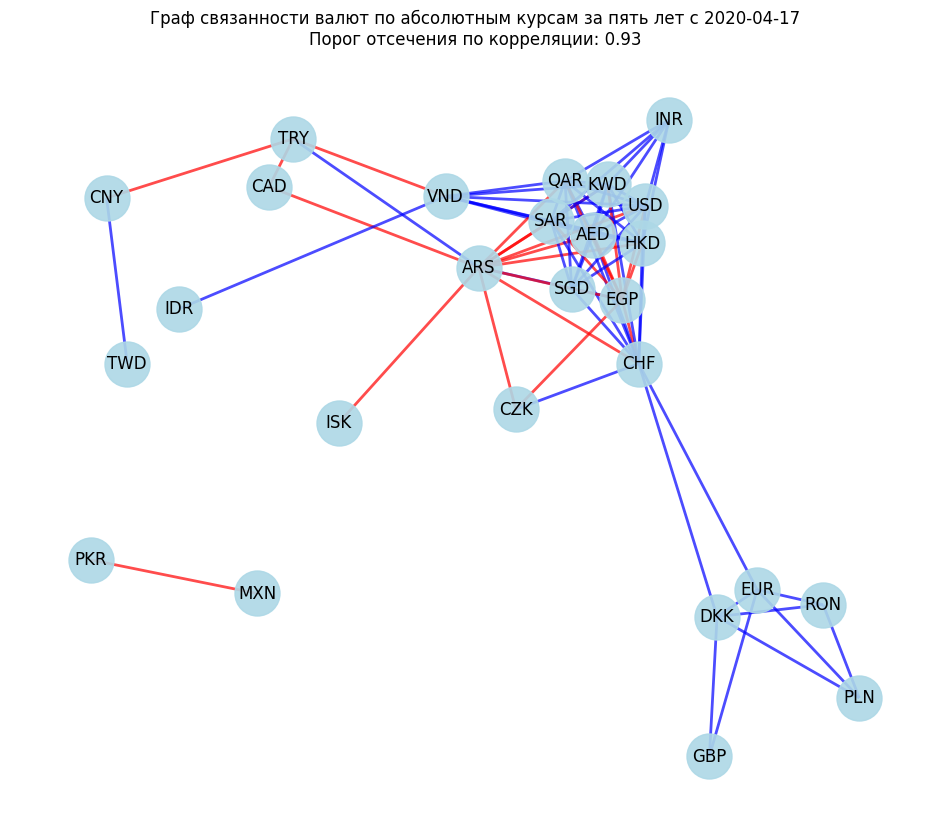 Граф связанности валют по абсолютным курсам за пять лет с 2020-04-17
Порог отсечения по корреляции: 0.93
INR
TRY
QAR
KWD
CAD
CNY
VND
USD
SAR
AED
HKD
ARS
SGD
EGP
IDR
TWD
CHF
CZK
ISK
PKR
MXN
EUR
RON
DKK
PLN
GBP